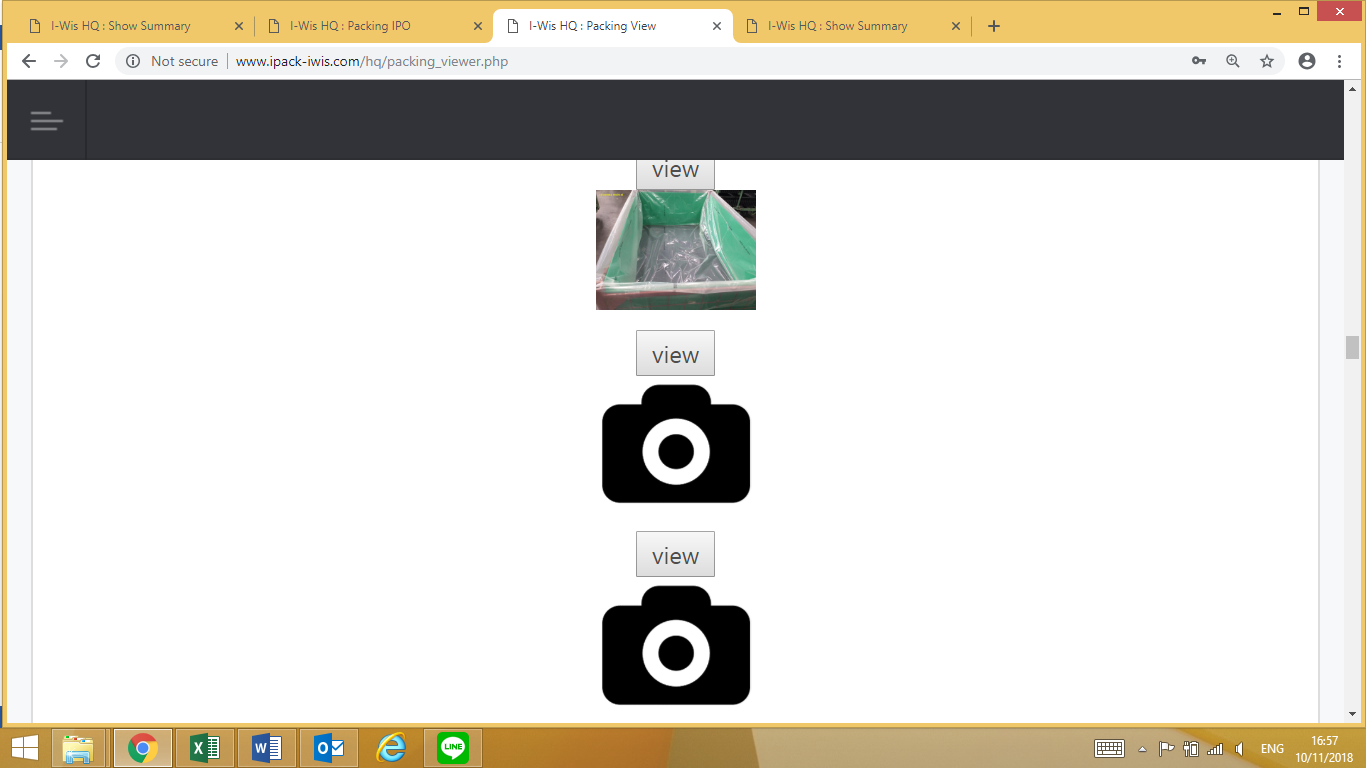 I-Wis HQ : Show Summary
I-Wis HQ : Packing IPO
I-Wis HQ : Packing View
I-Wis HQ : Show Summary
Not secure
www.ipack-iwis.com/hq/packing_viewer.php
view
view
view
LINE
ENG
16:57
10/11/2018